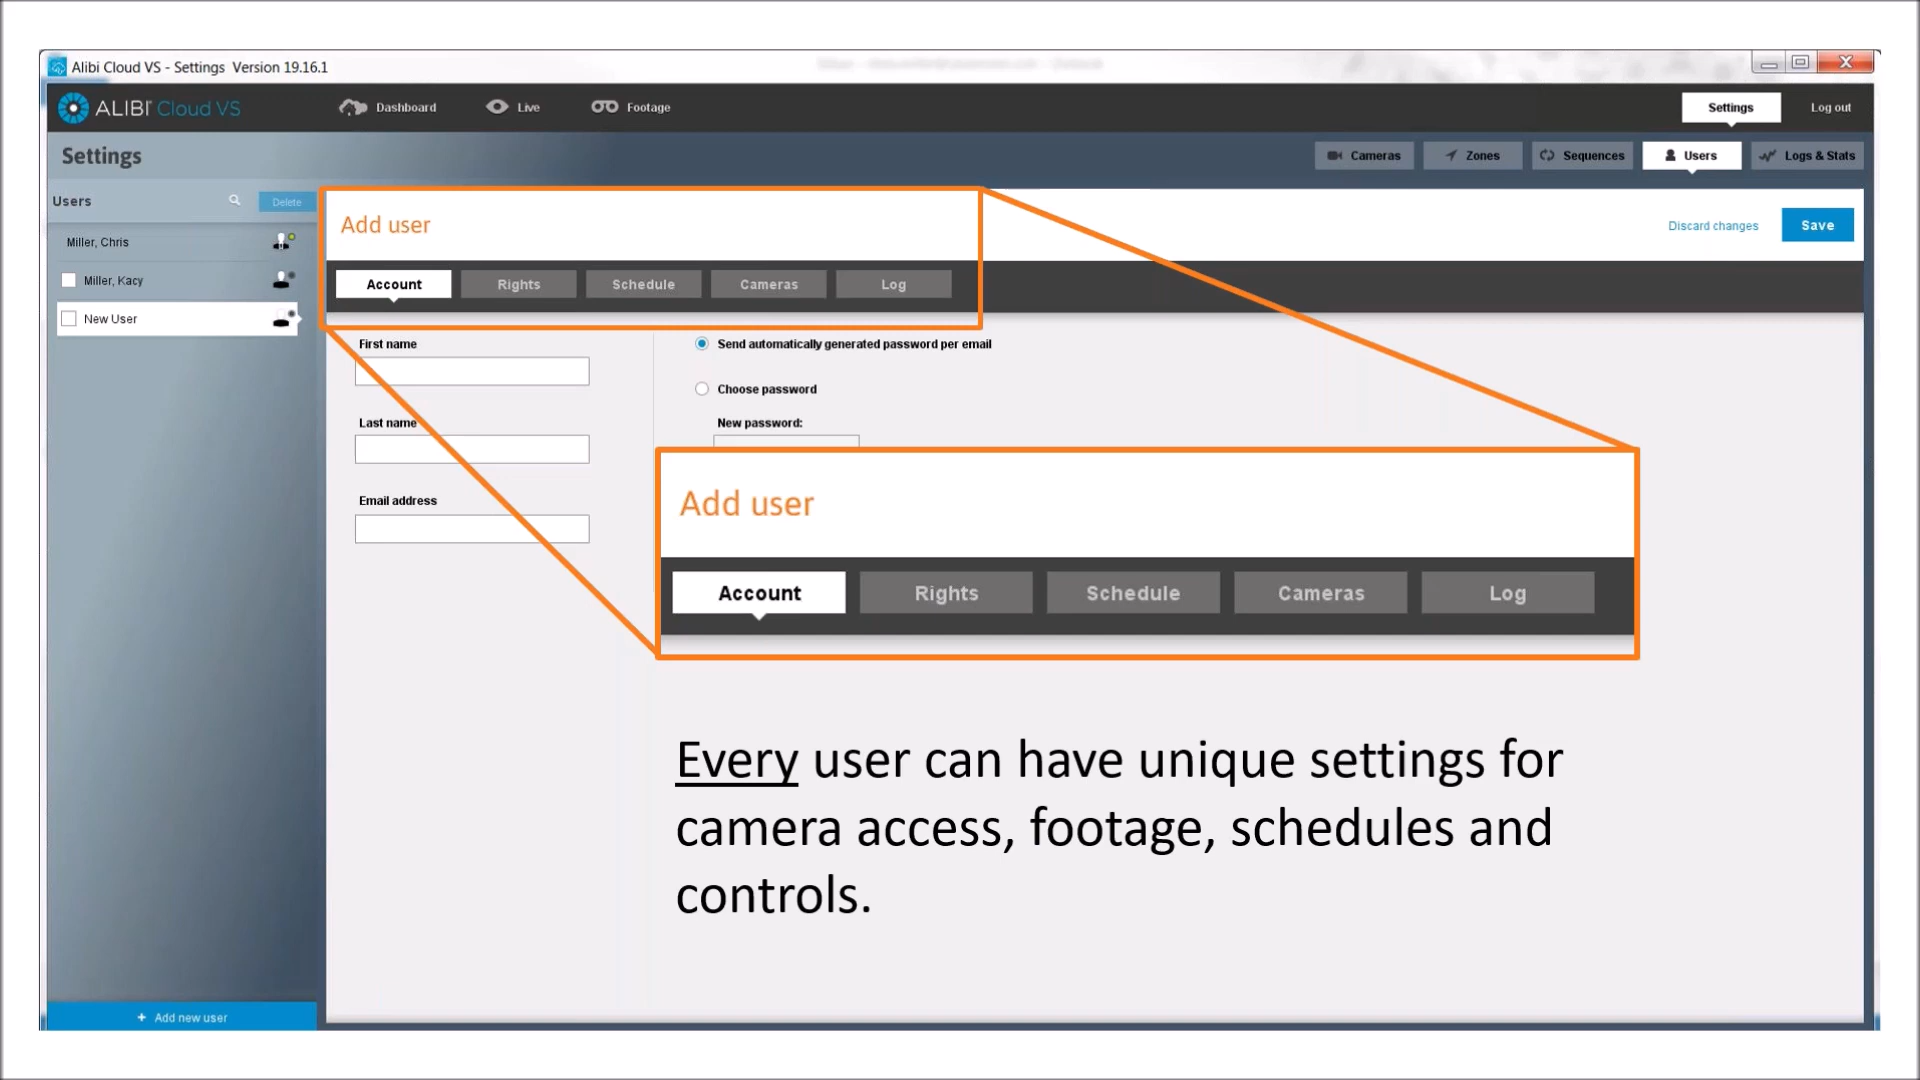 Alibi Cloud VS - Settings Version 19.16.1
ALIBI Cloud VS
Dashboard
Live
Footage
Settings
Log out
Settings
Cameras
Zones
Sequences
Users
Logs & Stats
Users
Delete
Miller, Chris
Miller, Kacy
New User
Add user
Discard changes
Save
Account
Rights
Schedule
Cameras
Log
First name
Last name
Email address
Send automatically generated password per email
Choose password
New password:
Add user
Account
Rights
Schedule
Cameras
Log
Every user can have unique settings for
camera access, footage, schedules and
controls.
+ Add new user